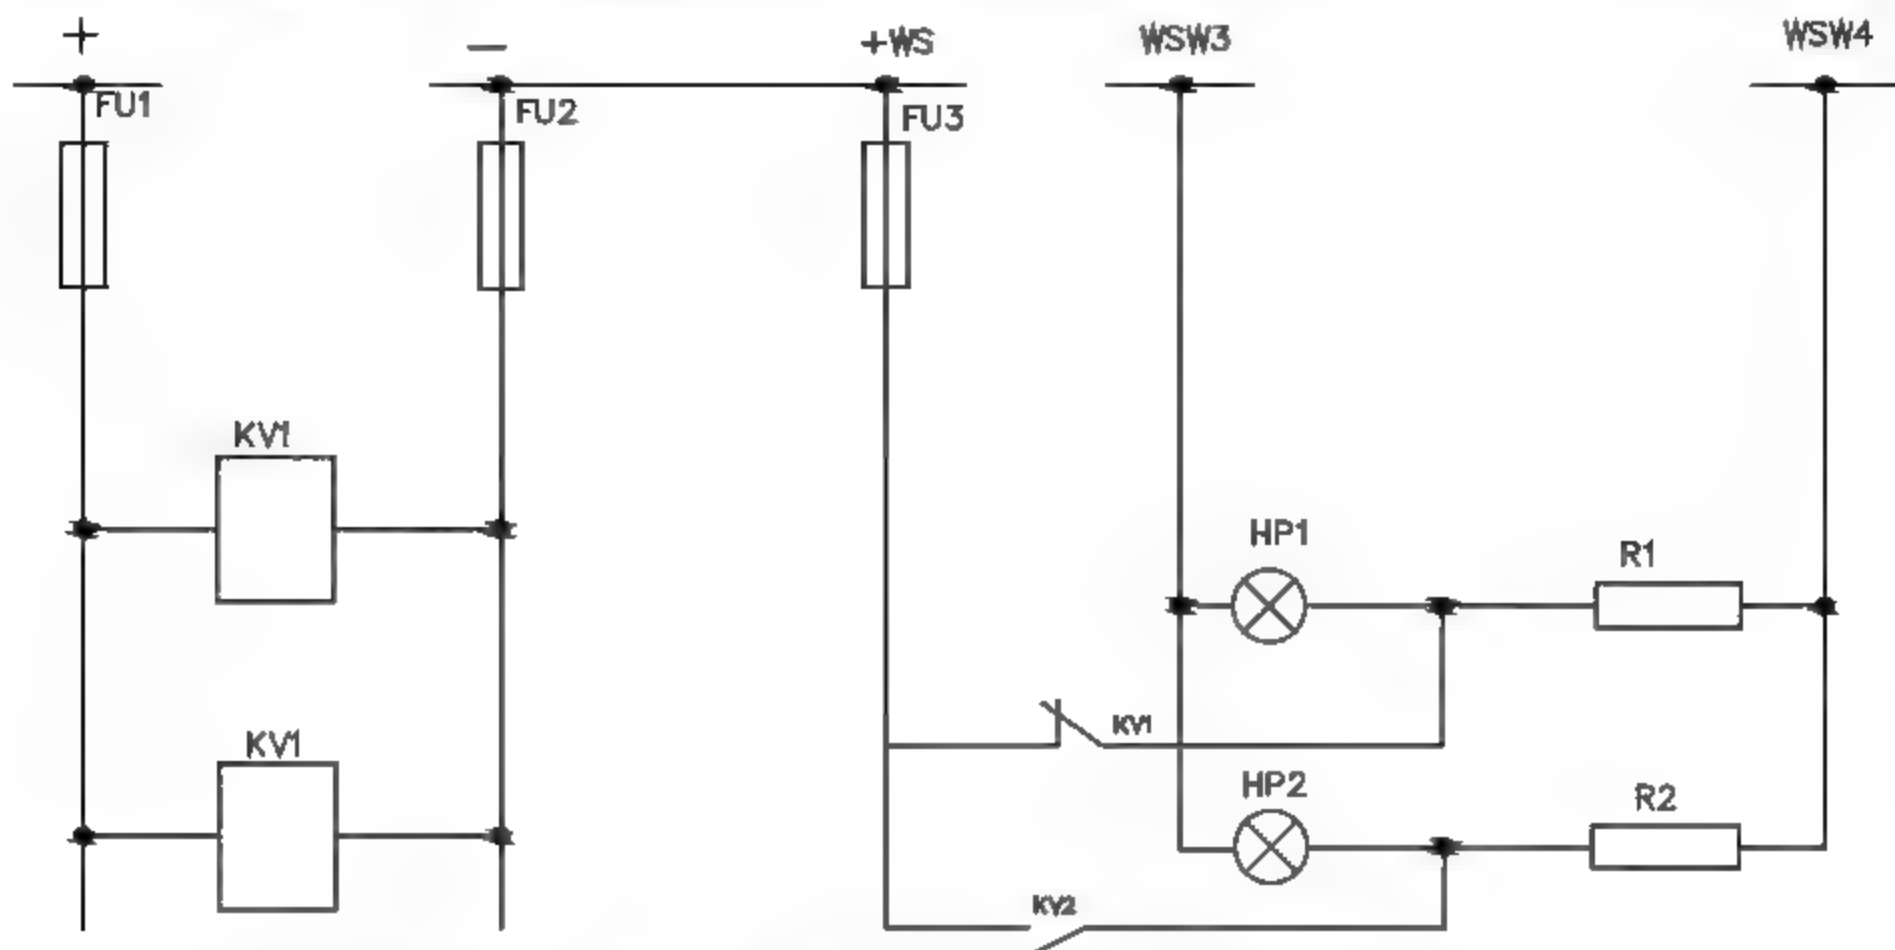 +
—
+WS
WSW3
WSW4
FU1
FU2
FU3
KV1
HP1
R1
KV1
KV1
HP2
R2
KV2